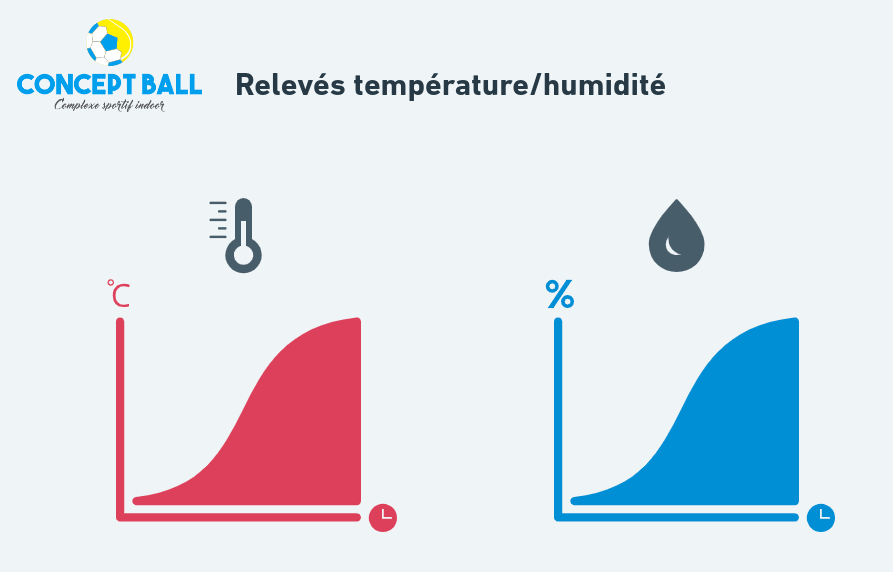 CONCEPT BALL
Complexe sportif indoor
Relevés température/humidité
°C
%